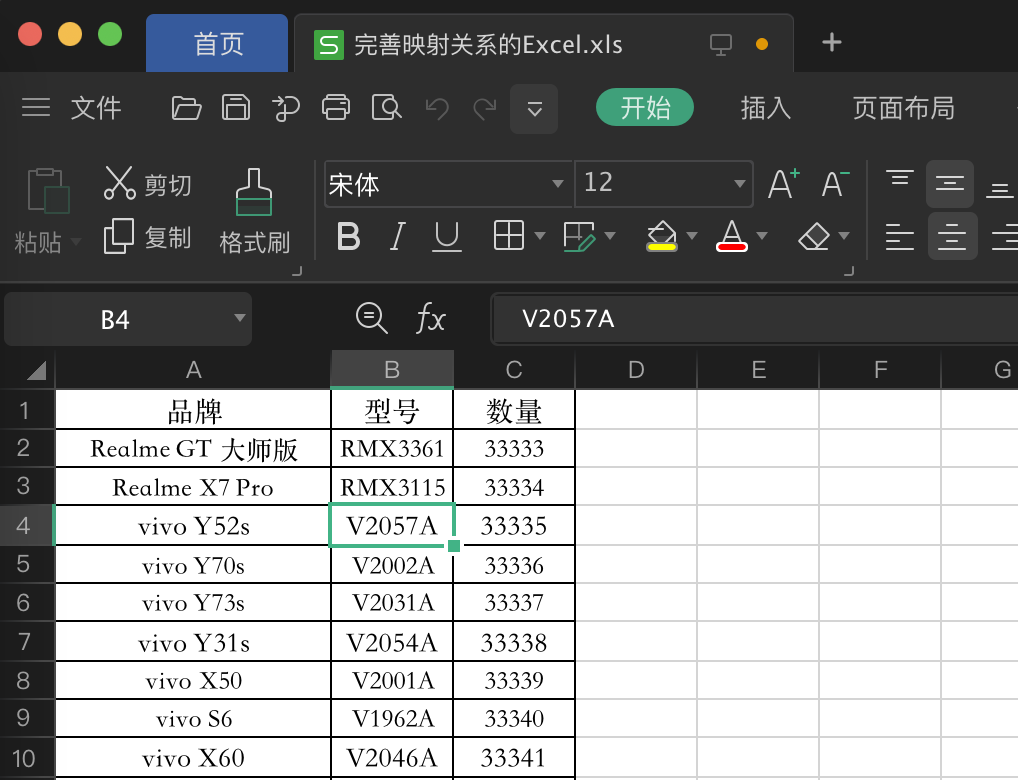 首页
S 完善映射关系的Excel.xls
文件
开始 插入 页面布局
剪切 宋体 12 A+ A-
粘贴 复制 格式刷 B I U A
B4 fx V2057A
A B C D E F G
1 品牌 型号 数量
2 Realme GT 大师版 RMX3361 33333
3 Realme X7 Pro RMX3115 33334
4 vivo Y52s V2057A 33335
5 vivo Y70s V2002A 33336
6 vivo Y73s V2031A 33337
7 vivo Y31s V2054A 33338
8 vivo X50 V2001A 33339
9 vivo S6 V1962A 33340
10 vivo X60 V2046A 33341